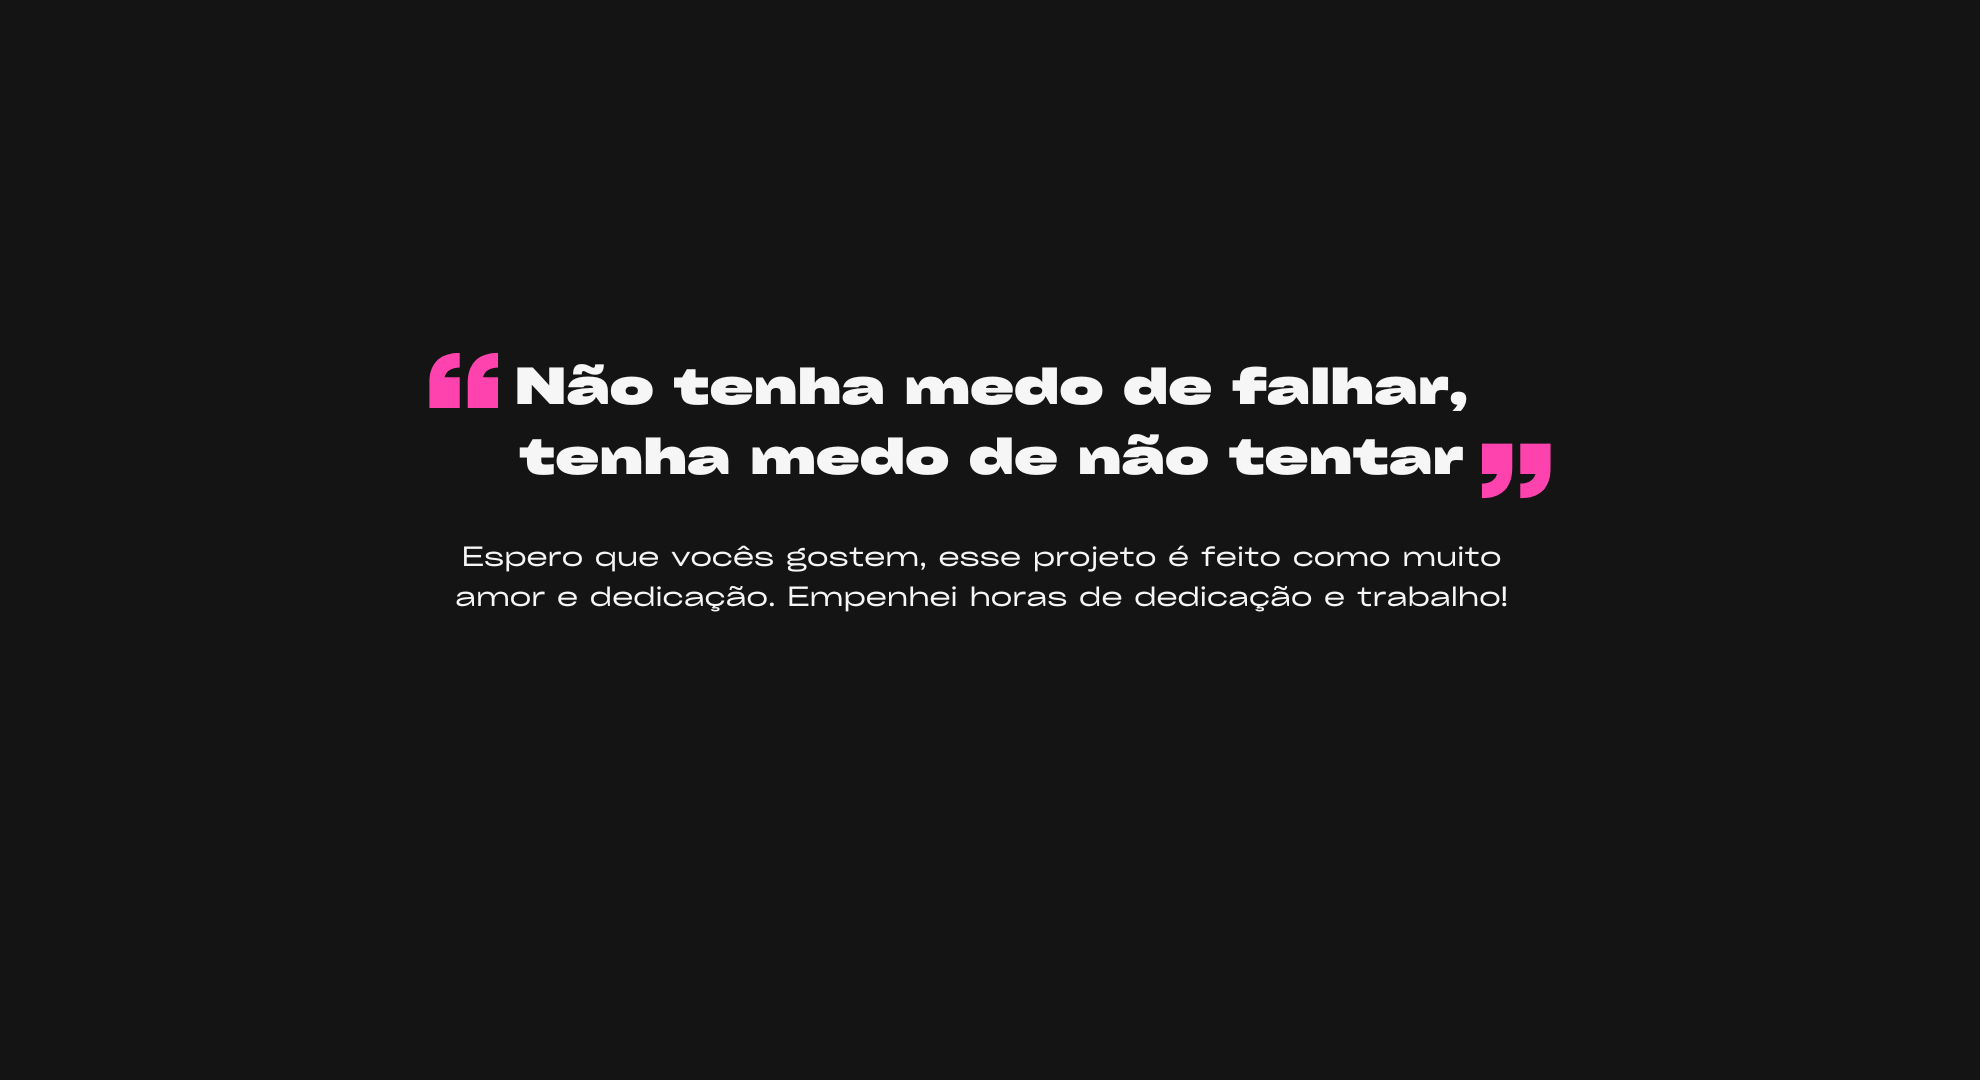 “Não tenha medo de falhar,
tenha medo de não tentar”
Espero que vocês gostem, esse projeto é feito como muito
amor e dedicação. Empenhei horas de dedicação e trabalho!